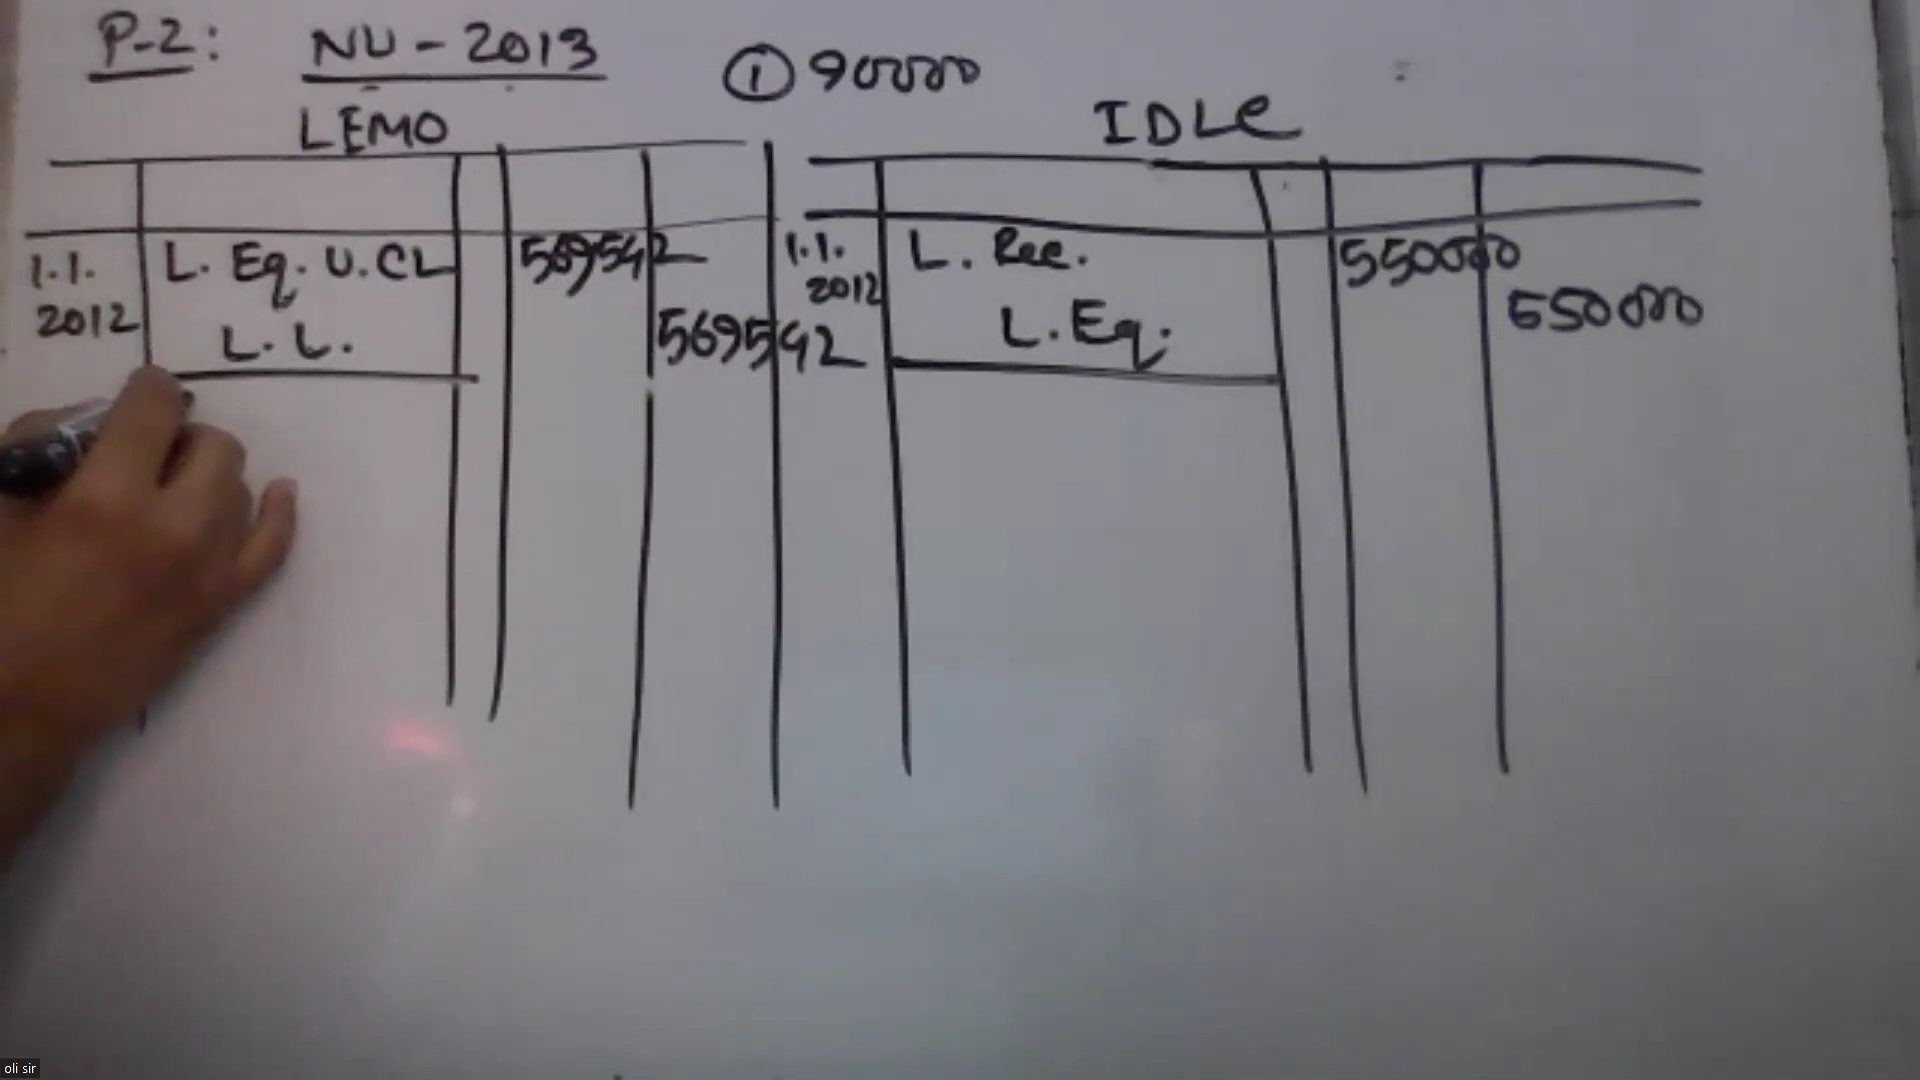 P-2: NU - 2013
① 90000
LEMO
1.1. L. Eq. U. CL 569542
2012 L. L. 569542
IDLe
1.1. L. Rec. 550000
2012 L. Eq. 550000
oli sir